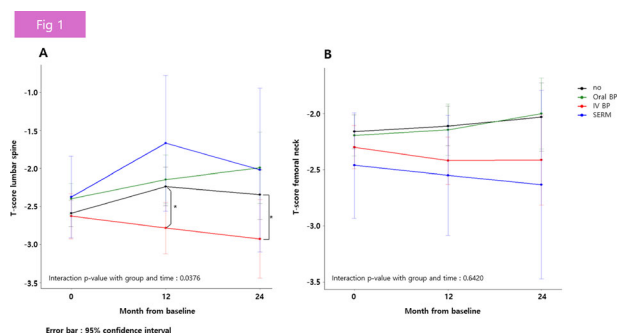 Fig 1
A
T-score lumbar spine
-1.0
-1.5
-2.0
-2.5
-3.0
-3.5
*
*
Interaction p-value with group and time : 0.0376
0
12
24
Month from baseline
Error bar : 95% confidence interval
B
T-score femoral neck
-2.0
-2.5
-3.0
-3.5
Interaction p-value with group and time : 0.6420
0
12
24
Month from baseline
no
Oral BP
IV BP
SERM